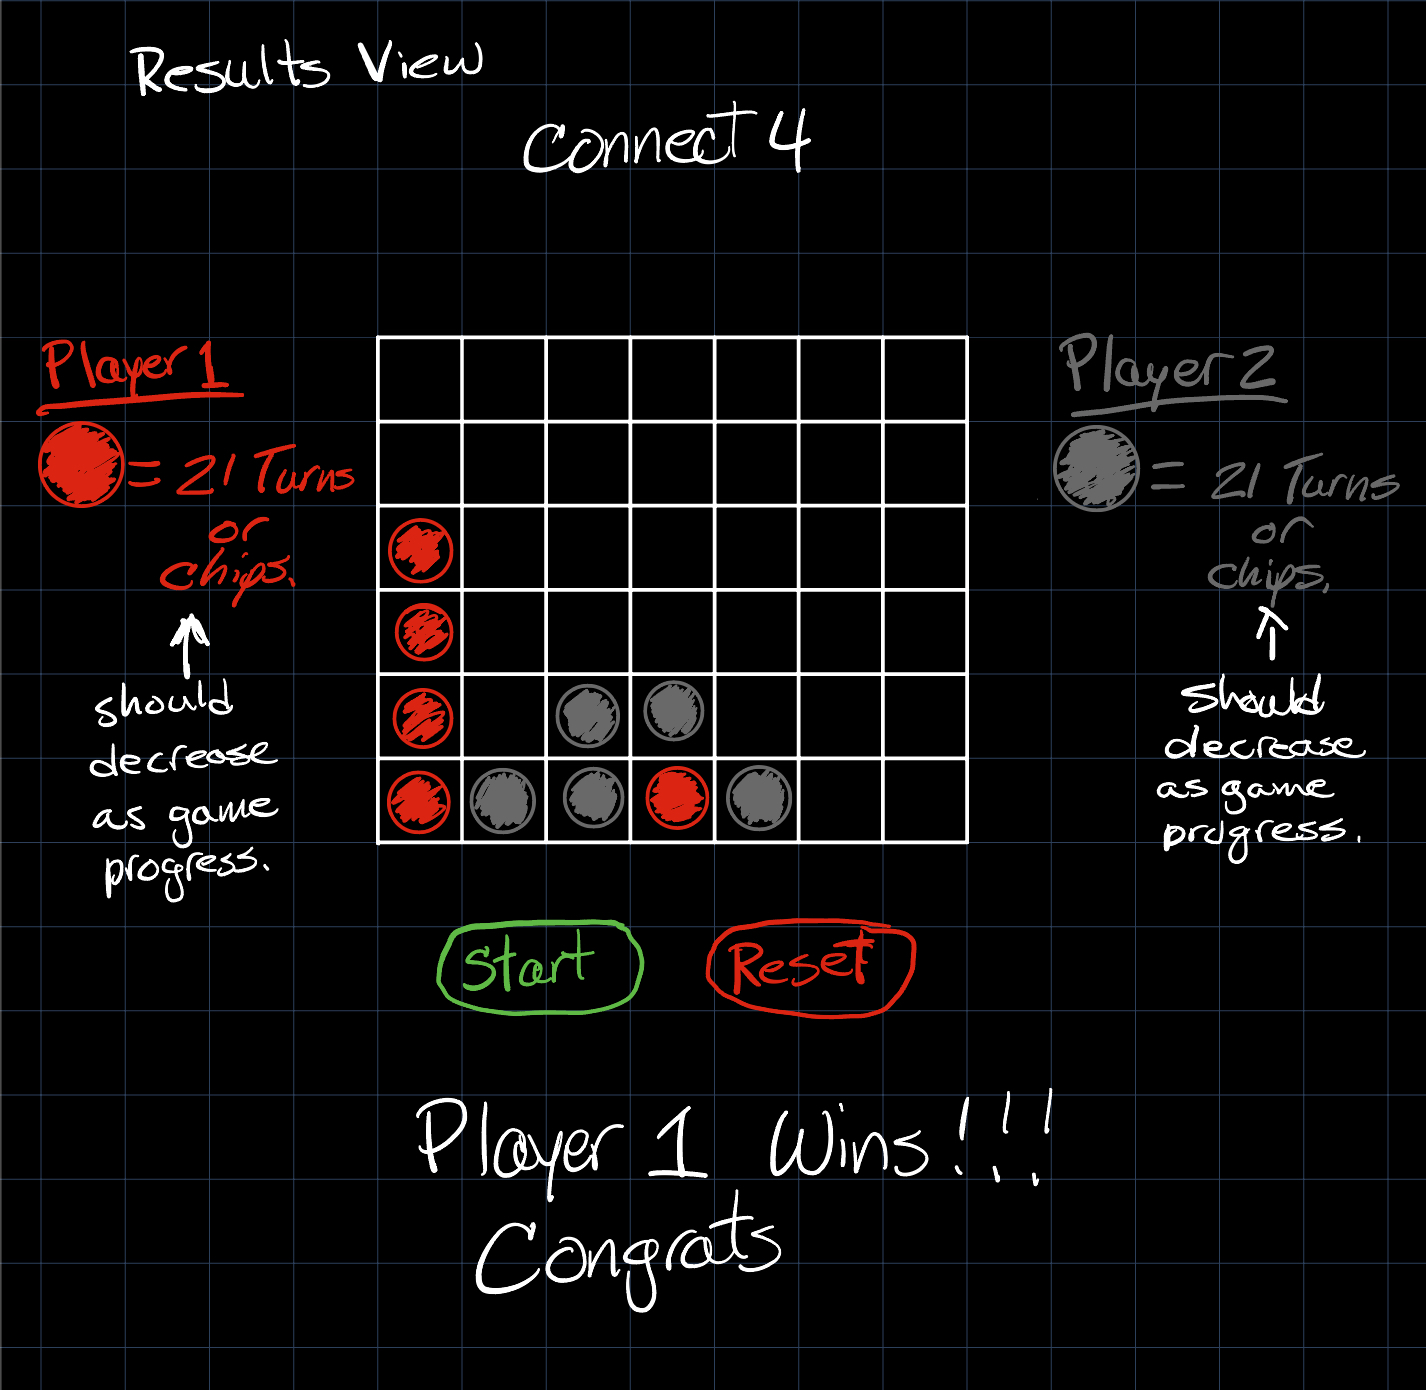 Results View
Connect 4
Player 1
= 21 Turns
or
chips.
should
decrease
as game
progress.
Player 2
= 21 Turns
or
chips.
Should
decrease
as game
progress.
Start
Reset
Player 1 Wins!!!
Congrats